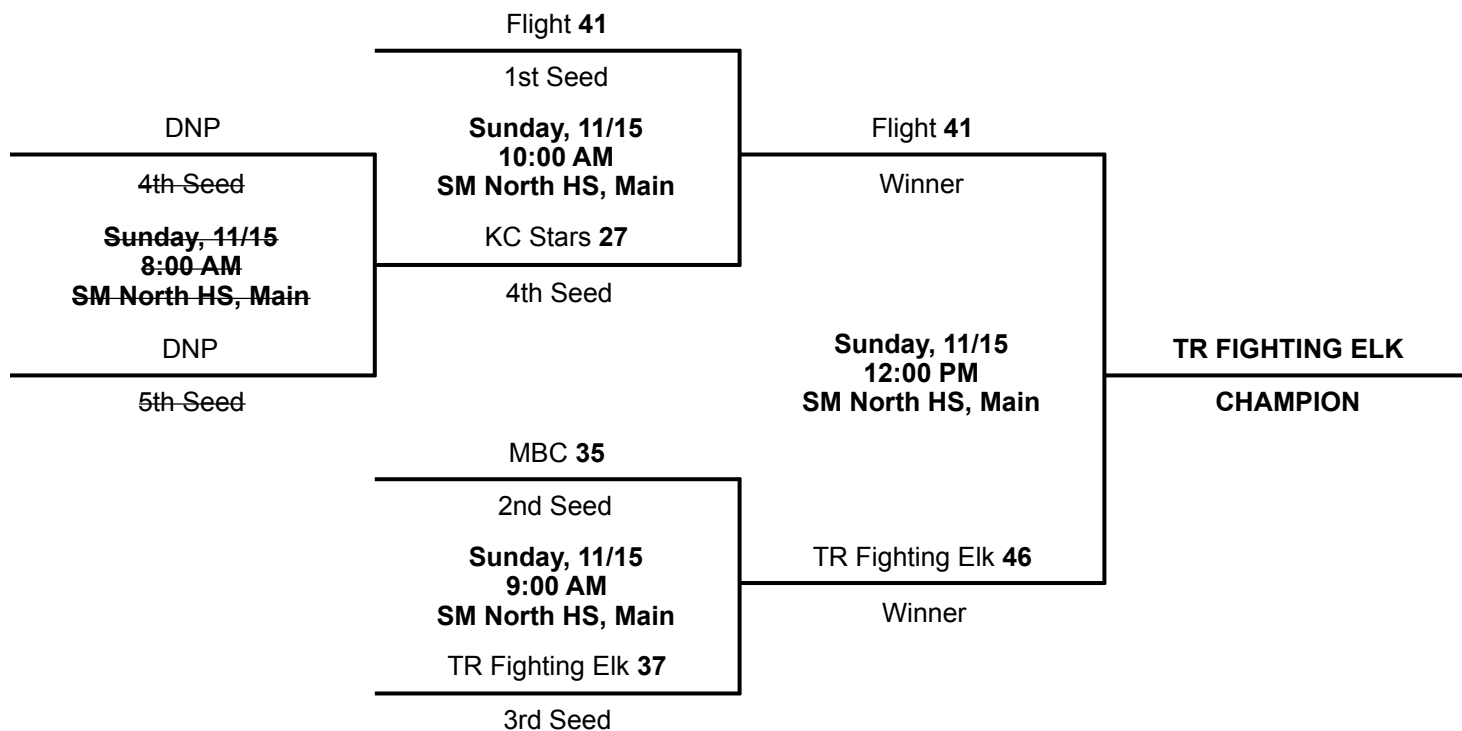 Flight 41
1st Seed
DNP
4th Seed
Sunday, 11/15
8:00 AM
SM North HS, Main
DNP
5th Seed
Sunday, 11/15
10:00 AM
SM North HS, Main
KC Stars 27
4th Seed
Flight 41
Winner
Sunday, 11/15
12:00 PM
SM North HS, Main
TR FIGHTING ELK
CHAMPION
MBC 35
2nd Seed
Sunday, 11/15
9:00 AM
SM North HS, Main
TR Fighting Elk 37
3rd Seed
TR Fighting Elk 46
Winner